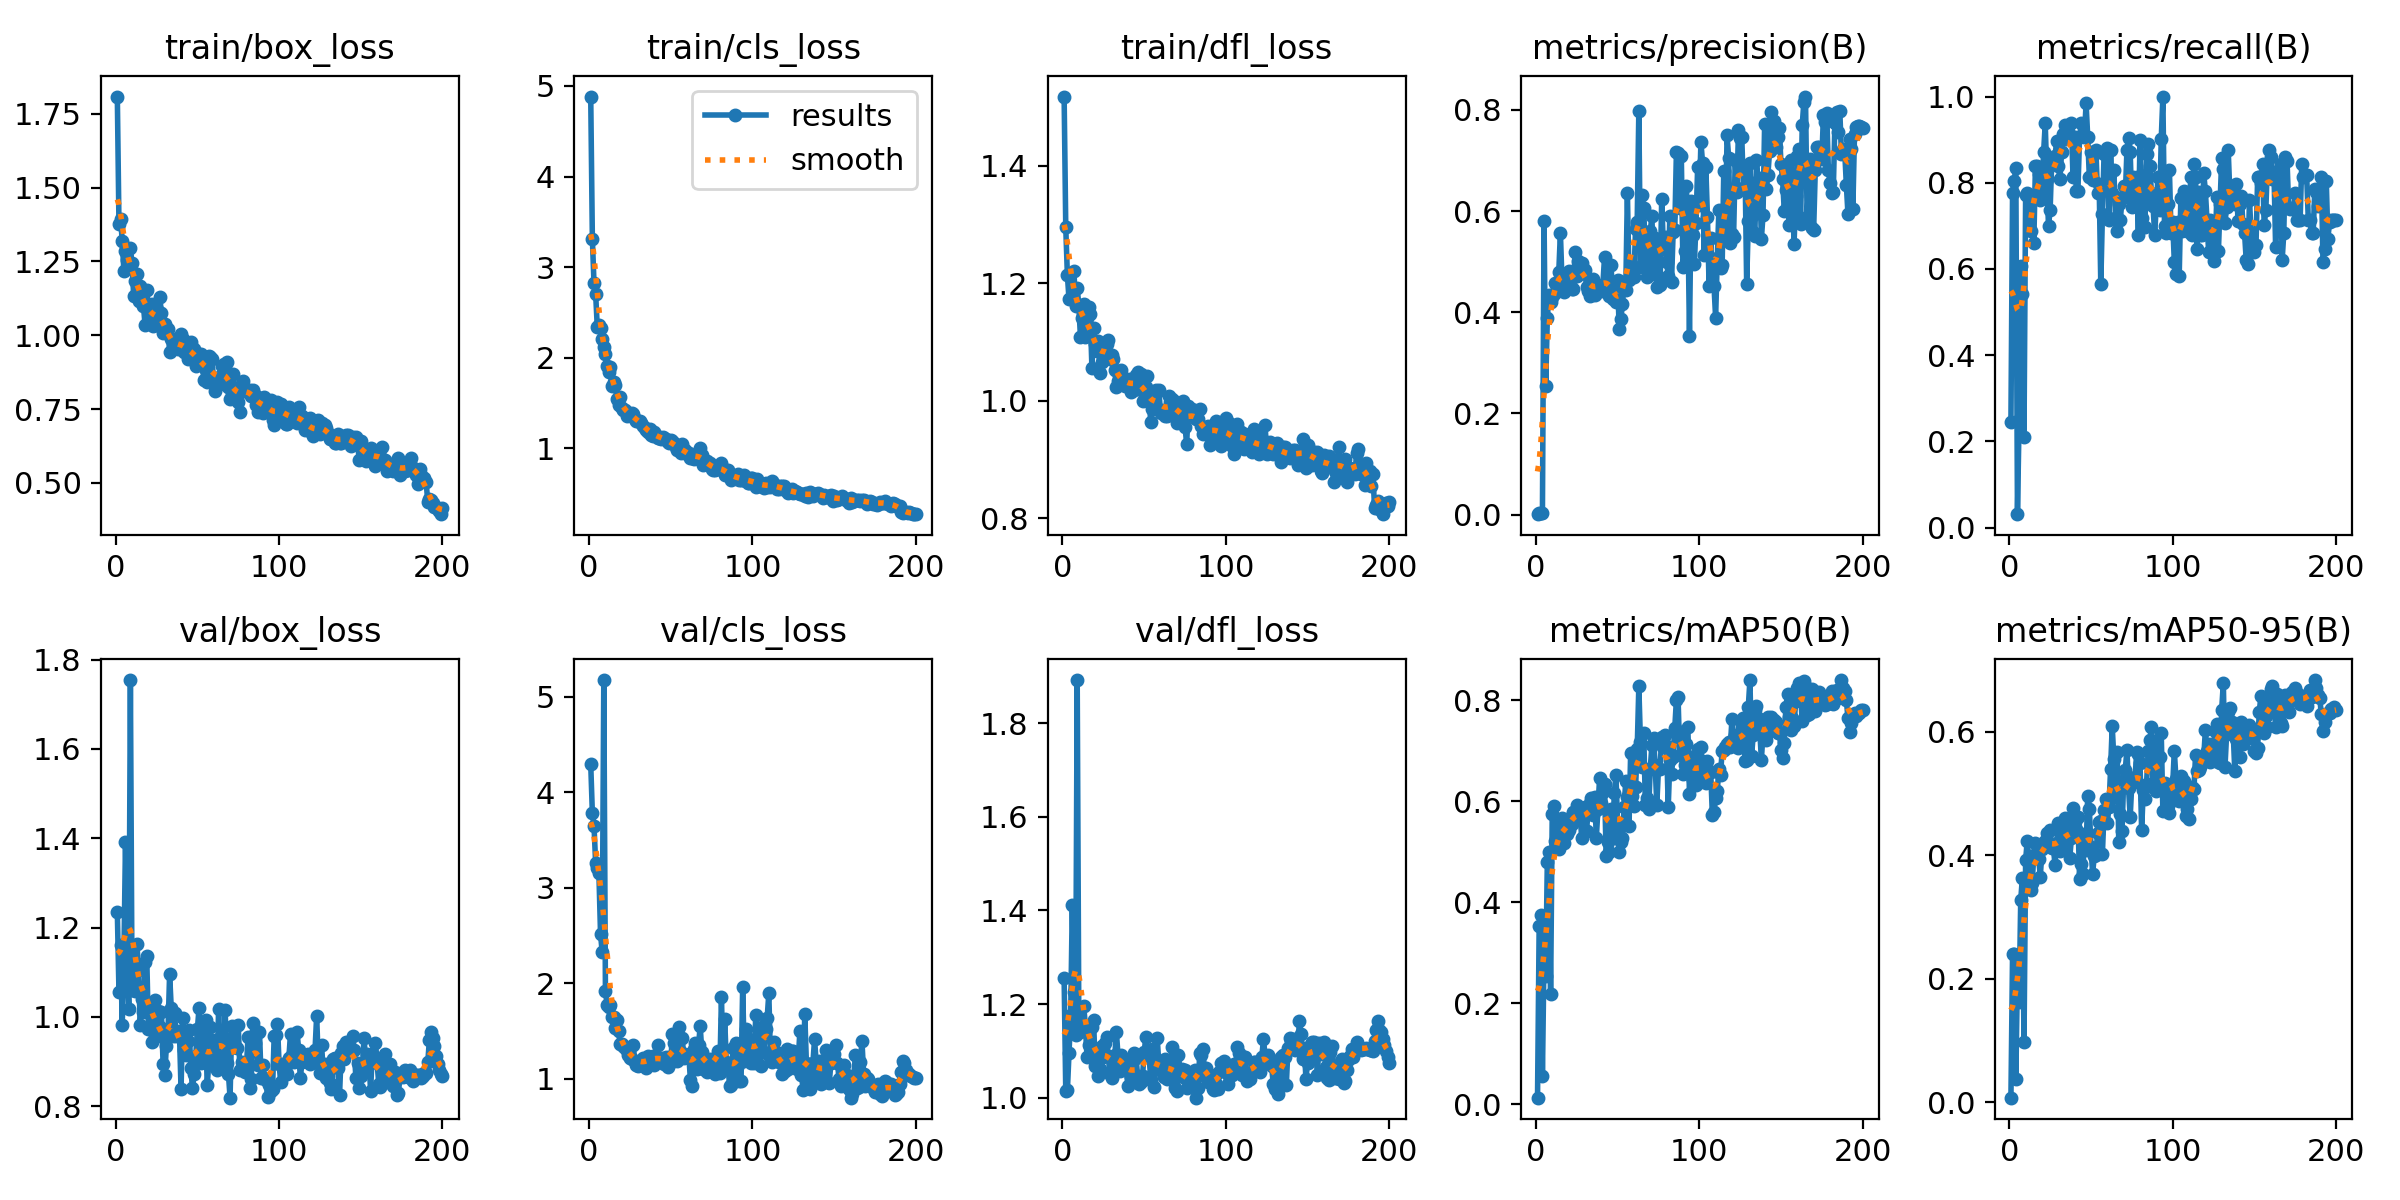 train/box_loss
1.75
1.50
1.25
1.00
0.75
0.50
0 100 200
train/cls_loss
5
4
3
2
1
results
smooth
0 100 200
train/dfl_loss
1.4
1.2
1.0
0.8
0 100 200
metrics/precision(B)
0.8
0.6
0.4
0.2
0.0
0 100 200
metrics/recall(B)
1.0
0.8
0.6
0.4
0.2
0.0
0 100 200
val/box_loss
1.8
1.6
1.4
1.2
1.0
0.8
0 100 200
val/cls_loss
5
4
3
2
1
0 100 200
val/dfl_loss
1.8
1.6
1.4
1.2
1.0
0 100 200
metrics/mAP50(B)
0.8
0.6
0.4
0.2
0.0
0 100 200
metrics/mAP50-95(B)
0.6
0.4
0.2
0.0
0 100 200